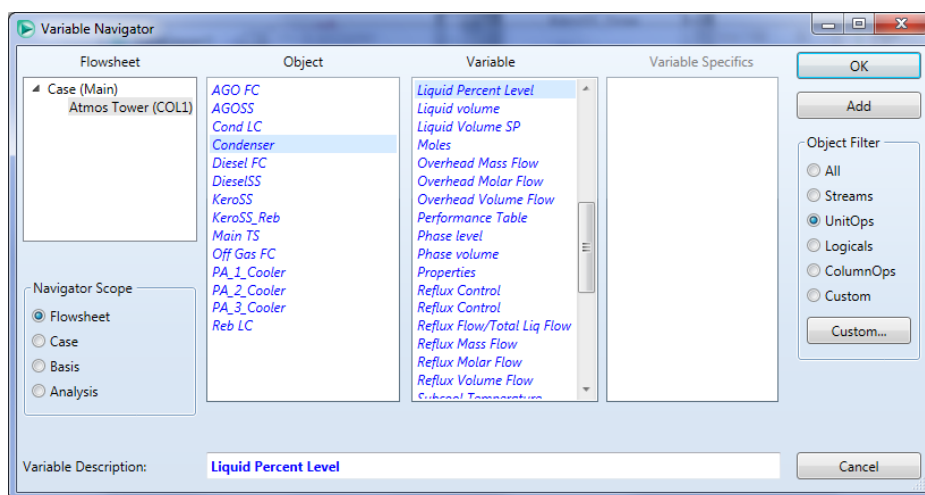 Variable Navigator
Flowsheet
Case (Main)
Atmos Tower (COL1)
Navigator Scope
Flowsheet
Case
Basis
Analysis
Object
AGO FC
AGOSS
Cond LC
Condenser
Diesel FC
DieselSS
KeroSS
KeroSS_Reb
Main TS
Off Gas FC
PA_1_Cooler
PA_2_Cooler
PA_3_Cooler
Reb LC
Variable
Liquid Percent Level
Liquid volume
Liquid Volume SP
Moles
Overhead Mass Flow
Overhead Molar Flow
Overhead Volume Flow
Performance Table
Phase level
Phase volume
Properties
Reflux Control
Reflux Control
Reflux Flow/Total Liq Flow
Reflux Mass Flow
Reflux Molar Flow
Reflux Volume Flow
Subcool Temperature
Variable Specifics
OK
Add
Object Filter
All
Streams
UnitOps
Logicals
ColumnOps
Custom
Custom...
Variable Description:
Liquid Percent Level
Cancel